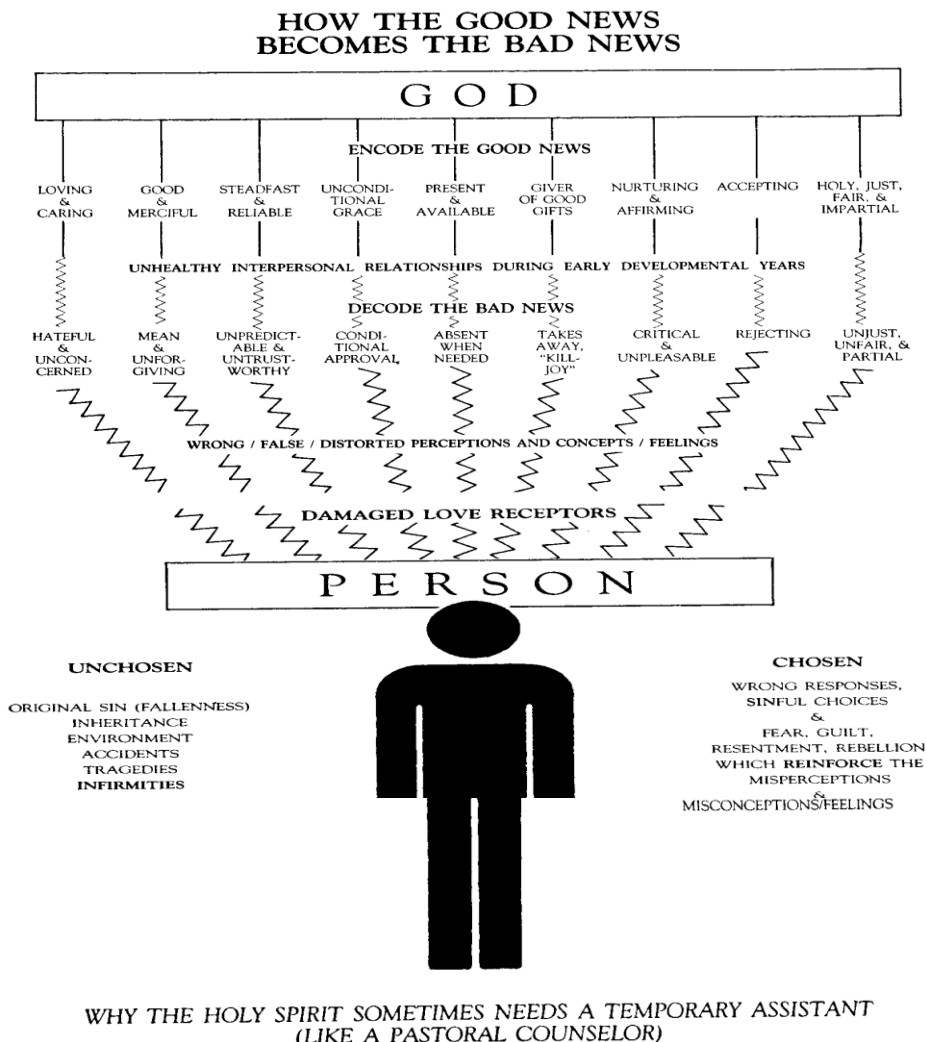 HOW THE GOOD NEWS
BECOMES THE BAD NEWS
GOD
ENCODE THE GOOD NEWS
LOVING
&
CARING
GOOD
&
MERCIFUL
STEADFAST
&
RELIABLE
UNCONDI-
TIONAL
GRACE
PRESENT
&
AVAILABLE
GIVER
OF GOOD
GIFTS
NURTURING
&
AFFIRMING
ACCEPTING
HOLY, JUST,
FAIR, &
IMPARTIAL
UNHEALTHY INTERPERSONAL RELATIONSHIPS DURING EARLY DEVELOPMENTAL YEARS
DECODE THE BAD NEWS
HATEFUL
&
UNCON-
CERNED
MEAN
&
UNFOR-
GIVING
UNPREDICT-
ABLE &
UNTRUST-
WORTHY
CONDI-
TIONAL
APPROVAL,
ABSENT
WHEN
NEEDED
TAKES
AWAY,
"KILL-
JOY"
CRITICAL
&
UNPLEASABLE
REJECTING
UNJUST,
UNFAIR, &
PARTIAL
WRONG / FALSE / DISTORTED PERCEPTIONS AND CONCEPTS / FEELINGS
DAMAGED LOVE RECEPTORS
PERSON
UNCHOSEN
ORIGINAL SIN (FALLENNESS)
INHERITANCE
ENVIRONMENT
ACCIDENTS
TRAGEDIES
INFIRMITIES
CHOSEN
WRONG RESPONSES,
SINFUL CHOICES
&
FEAR, GUILT,
RESENTMENT, REBELLION
WHICH REINFORCE THE
MISPERCEPTIONS
&
MISCONCEPTIONS/FEELINGS
WHY THE HOLY SPIRIT SOMETIMES NEEDS A TEMPORARY ASSISTANT
(LIKE A PASTORAL COUNSELOR)